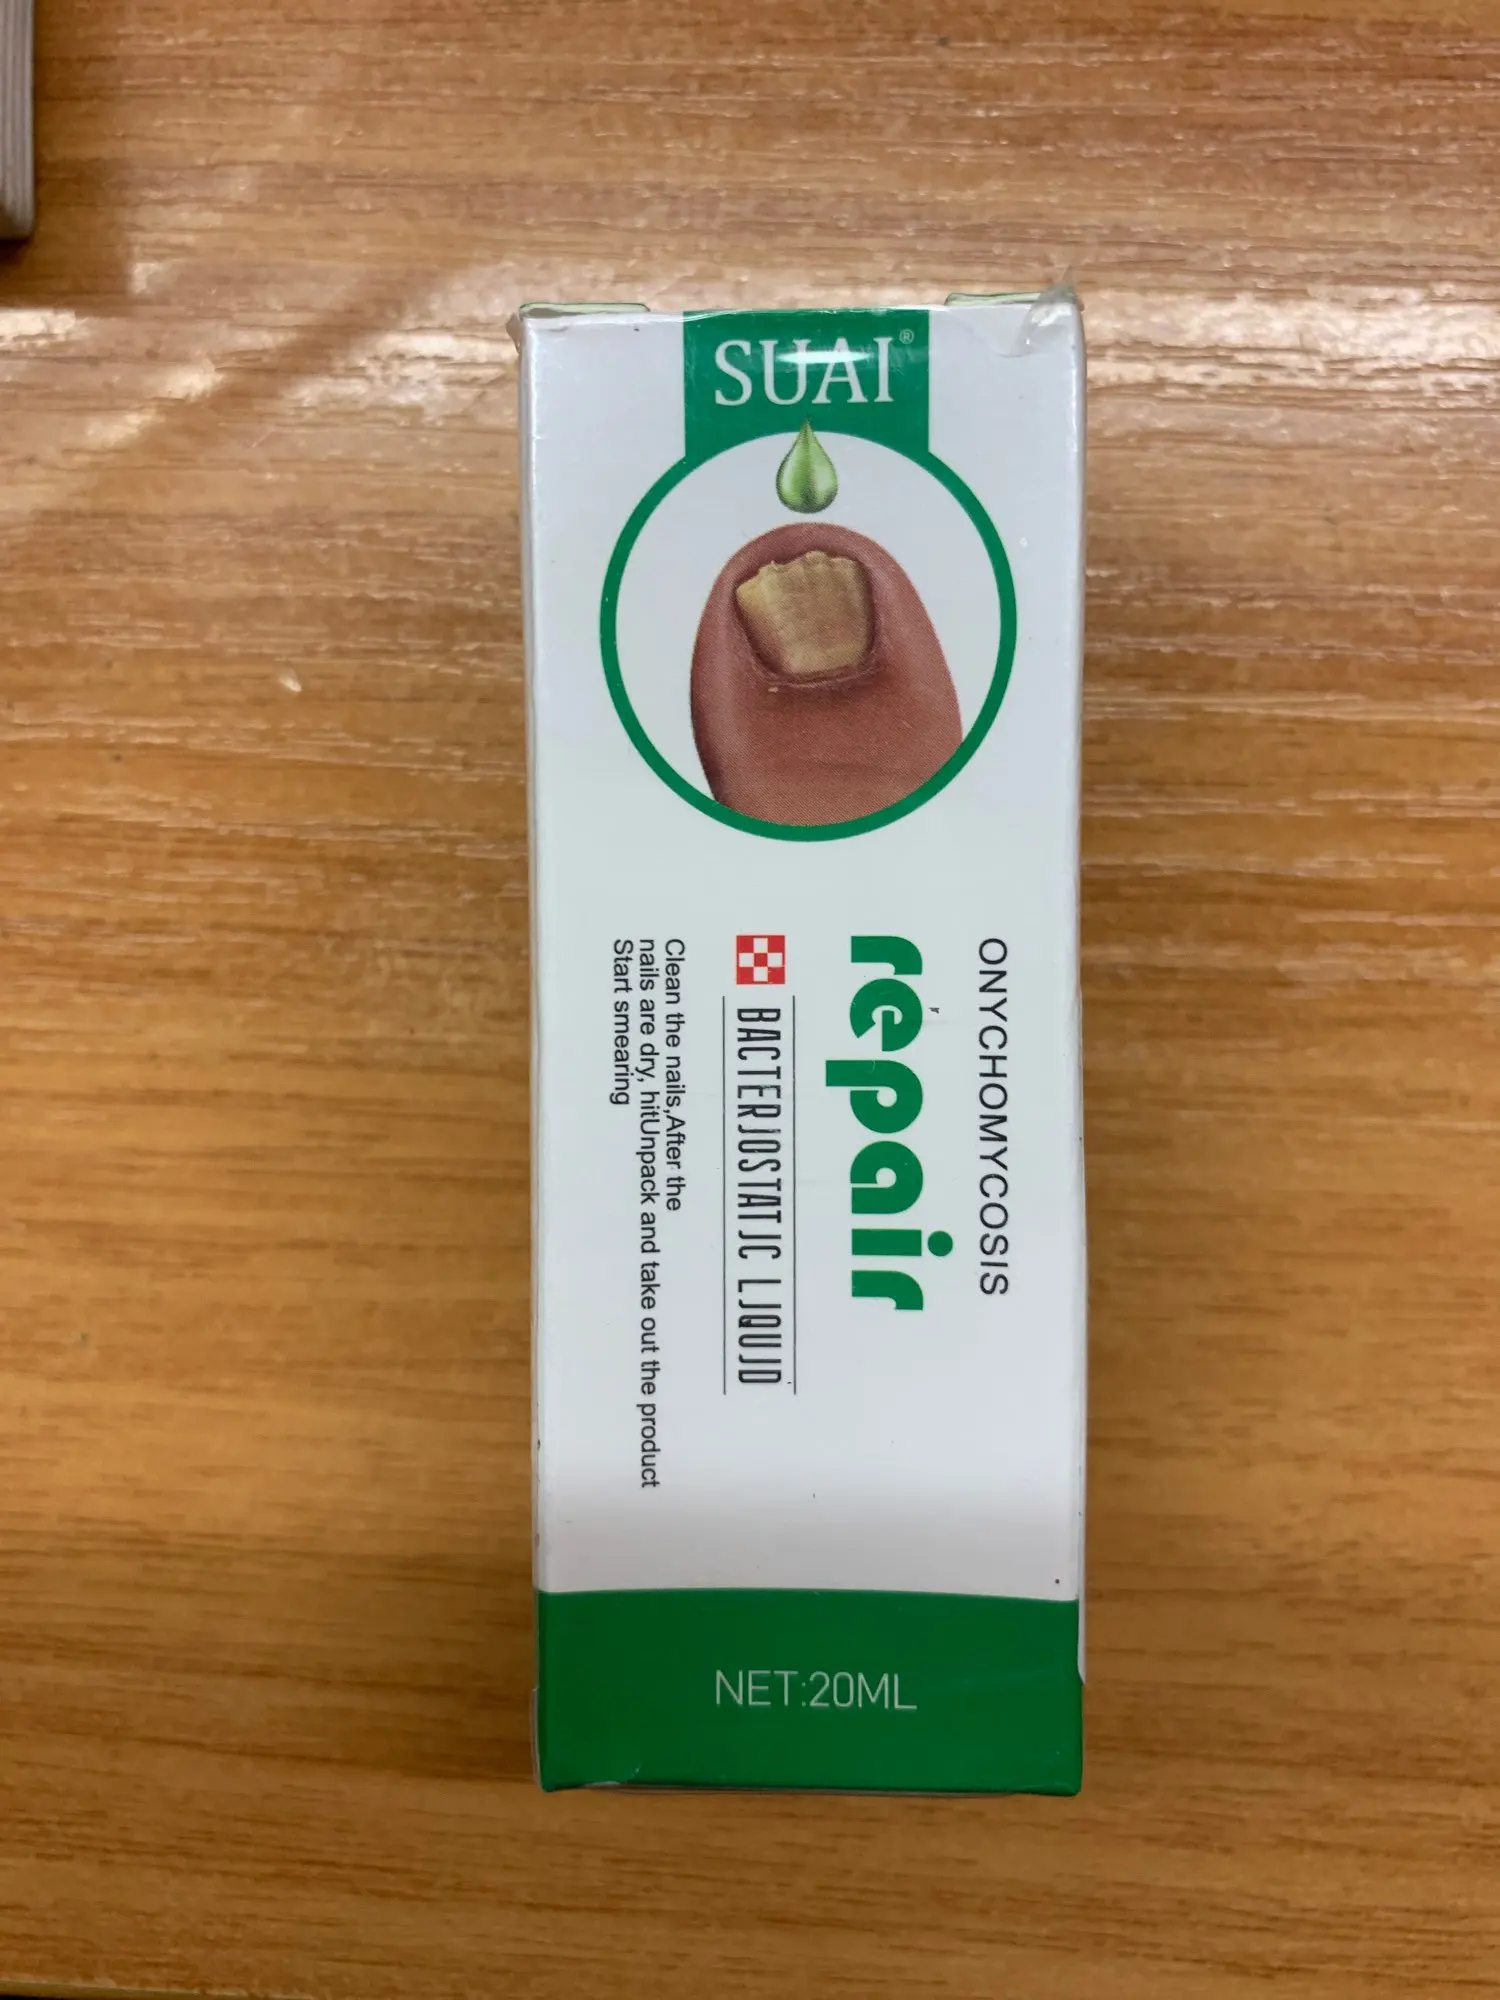 SUAI®
ONYCHOMYCOSIS
repair
BACTERJOSTATJC LJQUJD
Clean the nails,After the
nails are dry, hitUnpack and take out the product
Start smearing
NET:20ML